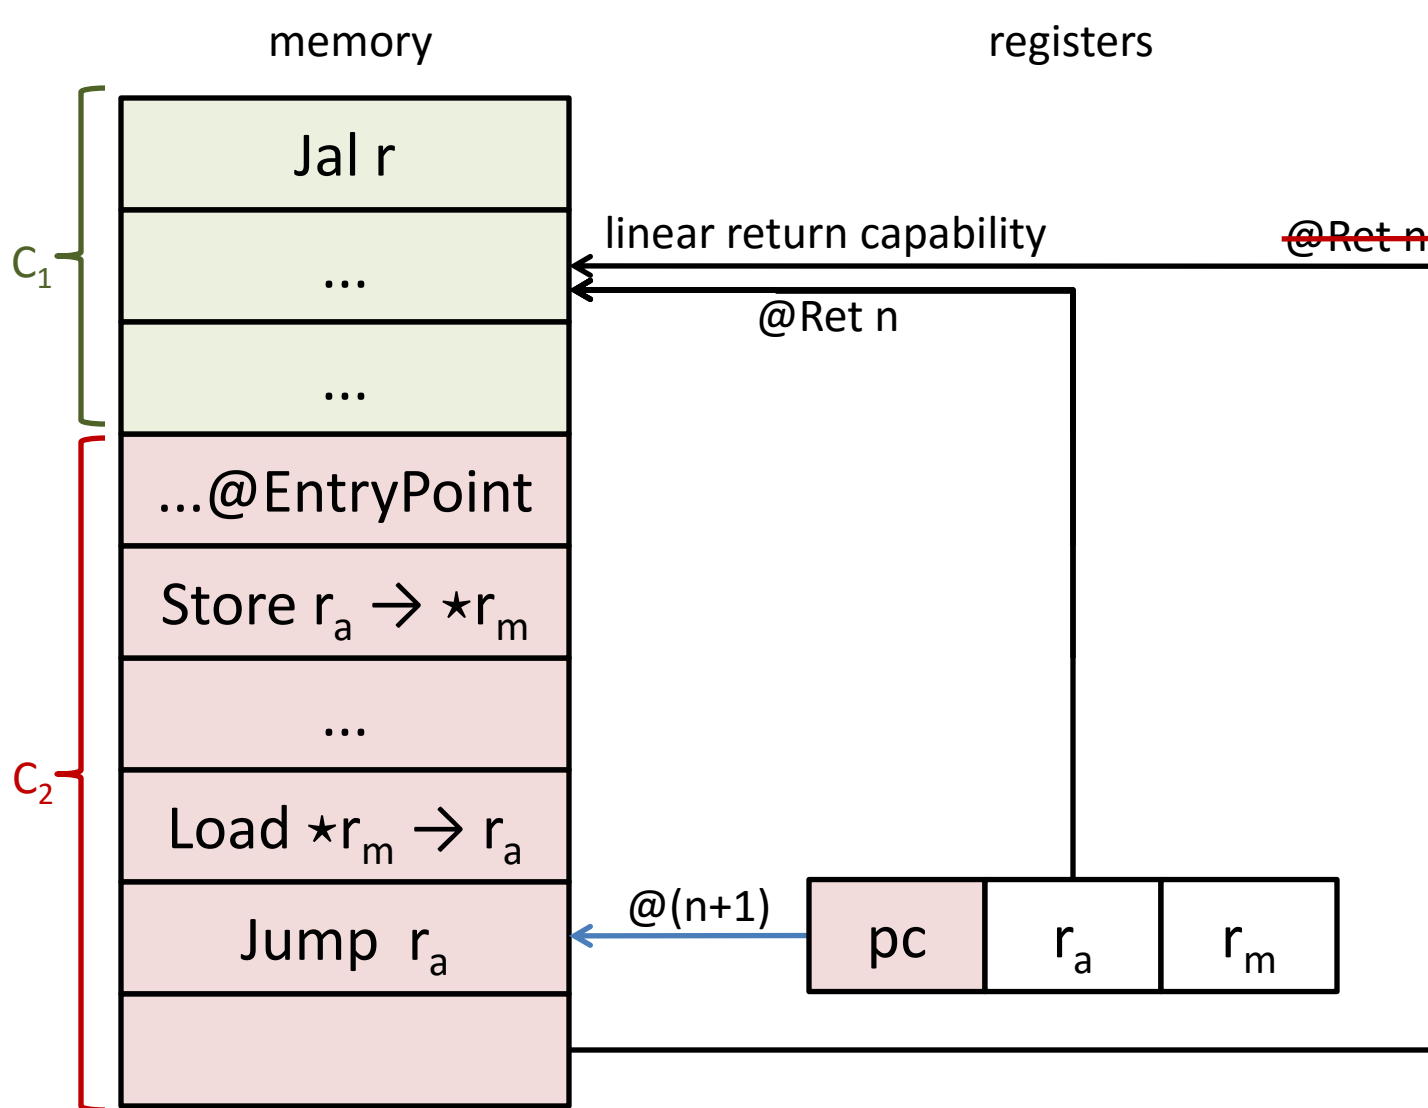 memory
registers
Jal r
linear return capability
@Ret n
C₁
...
@Ret n
...
...@EntryPoint
Store rₐ → ⋆rₘ
...
C₂
Load ⋆rₘ → rₐ
@(n+1)
Jump rₐ
pc
rₐ
rₘ